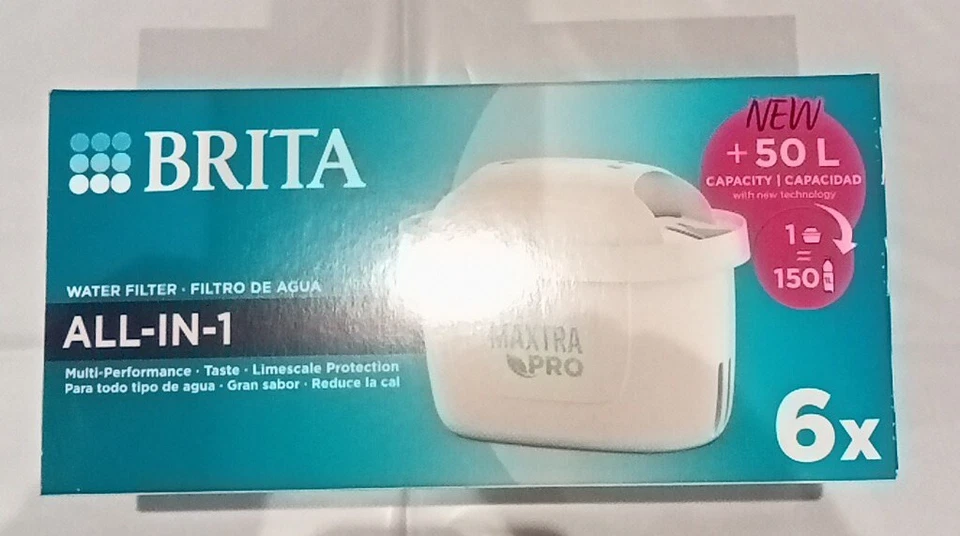 BRITA
NEW
+50 L
CAPACITY | CAPACIDAD
with new technology
1
=
150
WATER FILTER · FILTRO DE AGUA
ALL-IN-1
Multi-Performance · Taste · Limescale Protection
Para todo tipo de agua · Gran sabor · Reduce la cal
MAXTRA
PRO
6x